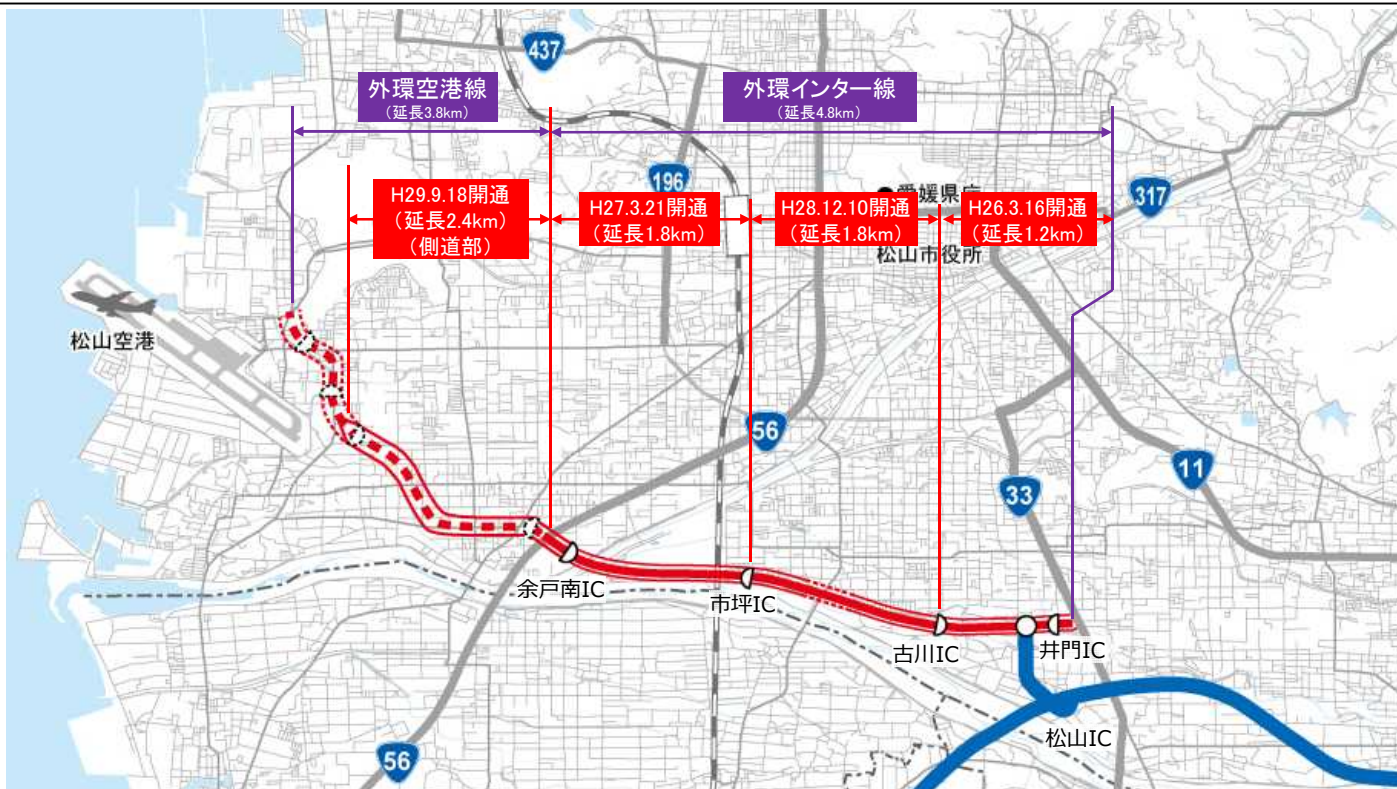 437
外環空港線
（延長3.8km）
外環インター線
（延長4.8km）
196
317
H29.9.18開通
（延長2.4km）
（側道部）
H27.3.21開通
（延長1.8km）
H28.12.10開通
（延長1.8km）
H26.3.16開通
（延長1.2km）
●愛媛県庁
松山市役所
松山空港
56
11
33
余戸南IC
市坪IC
古川IC
井門IC
松山IC
56